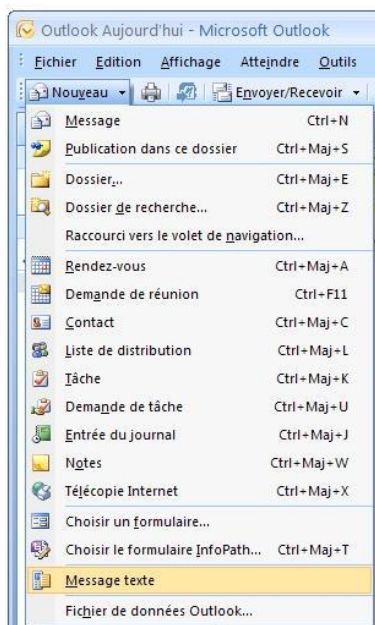 Outlook Aujourd'hui - Microsoft Outlook
Fichier Edition Affichage Atteindre Outils
Nouveau Envoyer/Recevoir
Message Ctrl+N
Publication dans ce dossier Ctrl+Maj+S
Dossier... Ctrl+Maj+E
Dossier de recherche... Ctrl+Maj+Z
Raccourci vers le volet de navigation...
Rendez-vous Ctrl+Maj+A
Demande de réunion Ctrl+F11
Contact Ctrl+Maj+C
Liste de distribution Ctrl+Maj+L
Tâche Ctrl+Maj+K
Demande de tâche Ctrl+Maj+U
Entrée du journal Ctrl+Maj+J
Notes Ctrl+Maj+W
Télécopie Internet Ctrl+Maj+X
Choisir un formulaire...
Choisir le formulaire InfoPath... Ctrl+Maj+T
Message texte
Fichier de données Outlook...